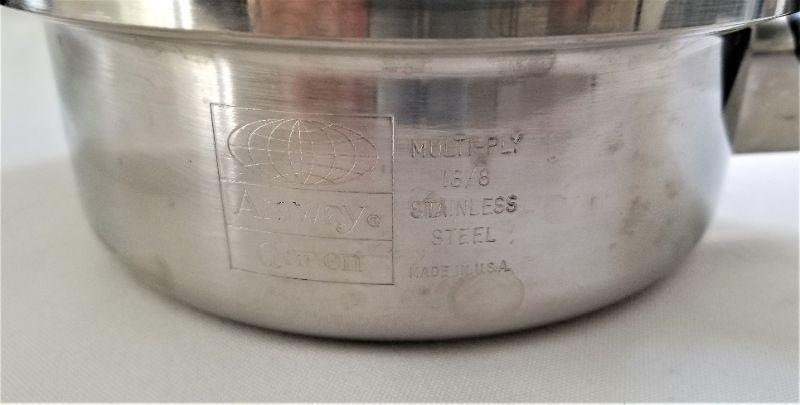 Amway®
Queen
MULTI-PLY
18/8
STAINLESS
STEEL
MADE IN U.S.A.